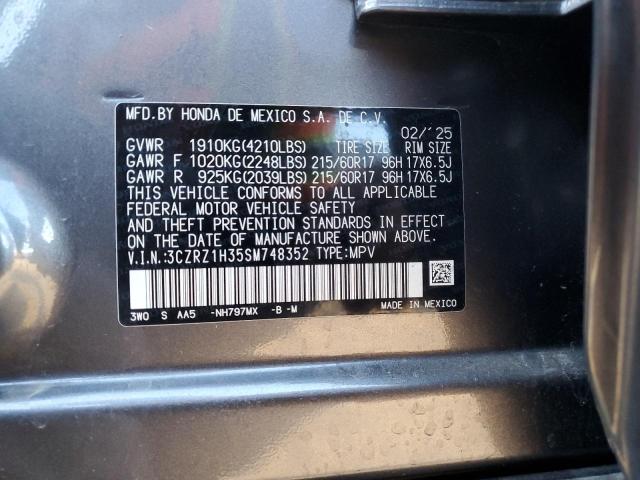 MFD.BY HONDA DE MEXICO S.A. DE C.V.
02/'25
GVWR 1910KG(4210LBS) TIRE SIZE RIM SIZE
GAWR F 1020KG(2248LBS) 215/60R17 96H 17X6.5J
GAWR R 925KG(2039LBS) 215/60R17 96H 17X6.5J
THIS VEHICLE CONFORMS TO ALL APPLICABLE
FEDERAL MOTOR VEHICLE SAFETY
AND THEFT PREVENTION STANDARDS IN EFFECT
ON THE DATE OF MANUFACTURE SHOWN ABOVE.
V.I.N.:3CZRZ1H35SM748352 TYPE:MPV
3W0 S AA5 -NH797MX -B -M MADE IN MEXICO